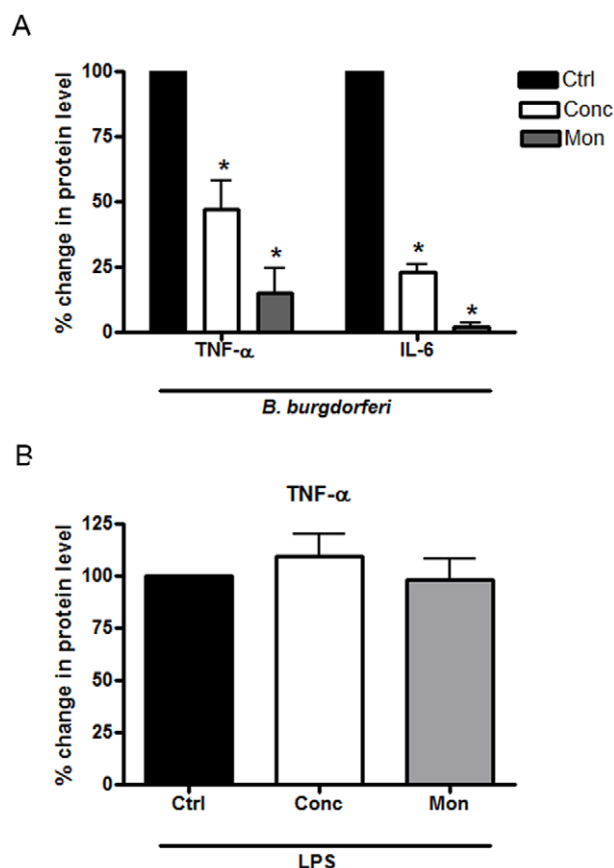 A
% change in protein level
100
75
50
25
0
* * * *
TNF-α IL-6
B. burgdorferi
Ctrl
Conc
Mon
B
TNF-α
% change in protein level
125
100
75
50
25
0
Ctrl Conc Mon
LPS